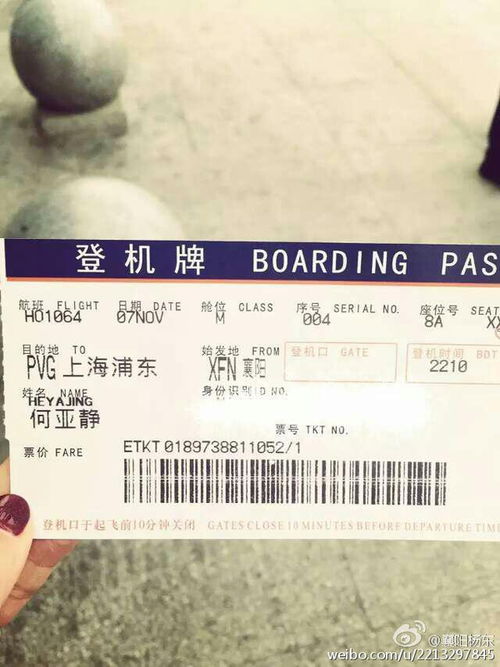 登机牌 BOARDING PAS
航班 FLIGHT 日期 DATE 舱位 CLASS 序号 SERIAL NO. 座位号 SEAT
HO1064 07NOV M 004 8A
目的地 TO 始发地 FROM 登机口 GATE 登机时间 BDT
PVG 上海浦东 XFN 襄阳 2210
姓名 NAME 身份识别 ID NO.
HEYAJING
何亚静
票号 TKT NO.
票价 FARE ETKT 0189738811052/1
登机口于起飞前10分钟关闭 GATES CLOSE 10 MINUTES BEFORE DEPARTURE TIME
@襄阳杨东
weibo.com/u/2213297845